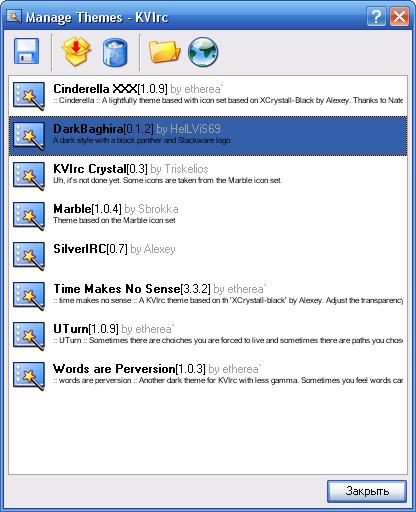 Manage Themes - KVIrc
Cinderella XXX[1.0.9] by etherea`
:: Cinderella :: A lightfully theme based with icon set based on XCrystall-Black by Alexey. Thanks to Nate
DarkBaghira[0.1.2] by HelLViS69
A dark style with a black panther and Slackware logo
KVIrc Crystal[0.3] by Triskelios
Uh, it's not done yet. Some icons are taken from the Marble icon set.
Marble[1.0.4] by Sbrokka
Theme based on the Marble icon set
SilverIRC[0.7] by Alexey
Time Makes No Sense[3.3.2] by etherea`
:: time makes no sense :: A KVIrc theme based on th 'XCrystall-black' by Alexey. Adjust the transparency
UTurn[1.0.9] by etherea`
:: UTurn :: Sometimes there are choiches you are forced to live and sometimes there are paths you chose
Words are Perversion[1.0.3] by etherea`
:: words are perversion :: Another dark theme for KVIrc with less gamma. Sometimes you feel words can
Закрыть